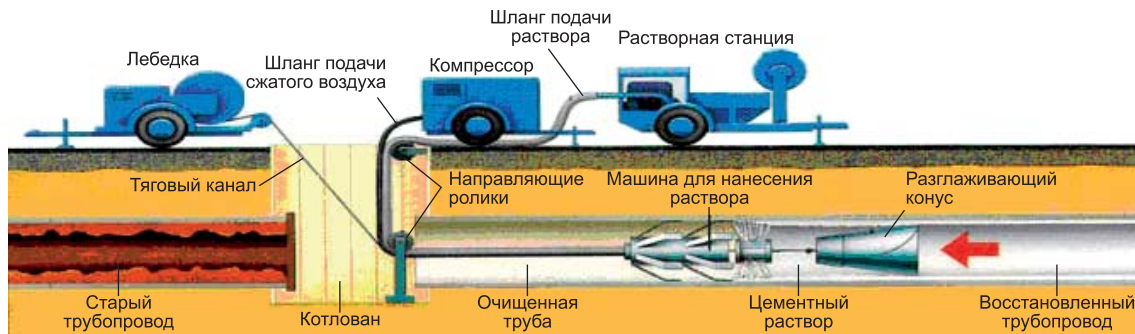 Лебедка
Шланг подачи
сжатого воздуха
Компрессор
Шланг подачи
раствора
Растворная станция
Тяговый канал
Направляющие
ролики
Машина для нанесения
раствора
Разглаживающий
конус
Старый
трубопровод
Котлован
Очищенная
труба
Цементный
раствор
Восстановленный
трубопровод